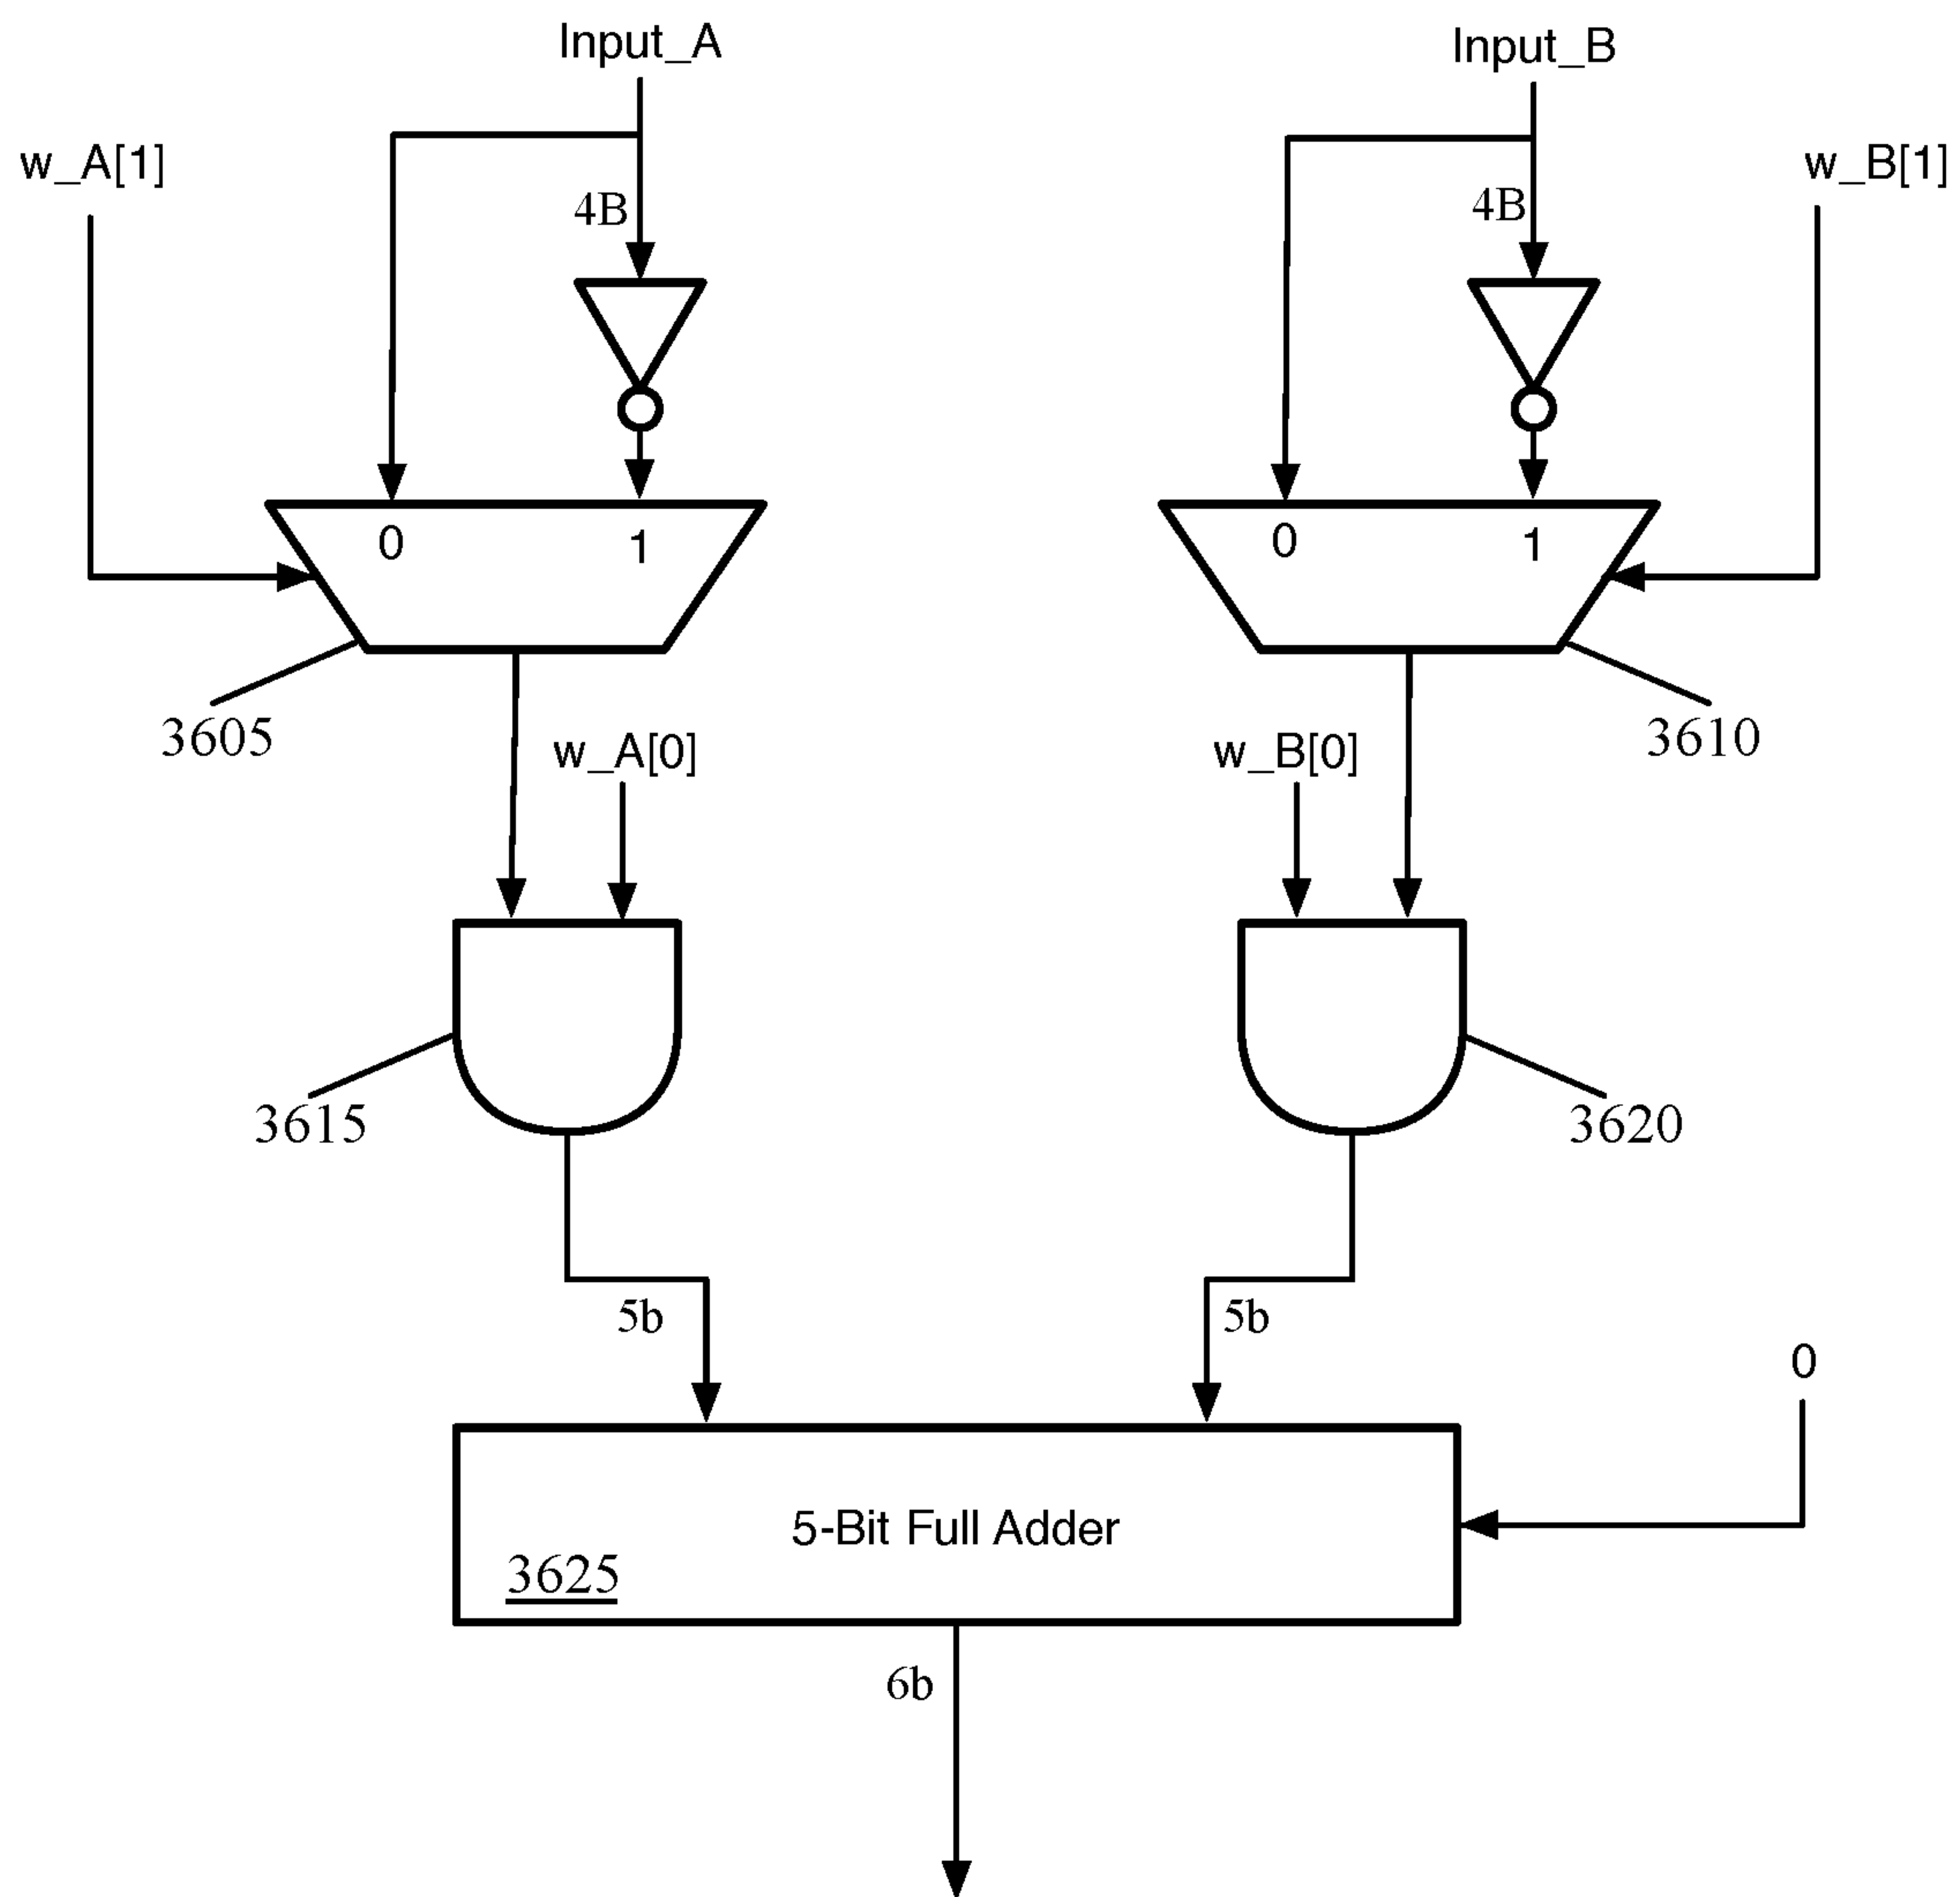 Input_A
Input_B
w_A[1]
w_B[1]
4B
4B
0
1
0
1
3605
3610
w_A[0]
w_B[0]
3615
3620
5b
5b
0
5-Bit Full Adder
3625
6b